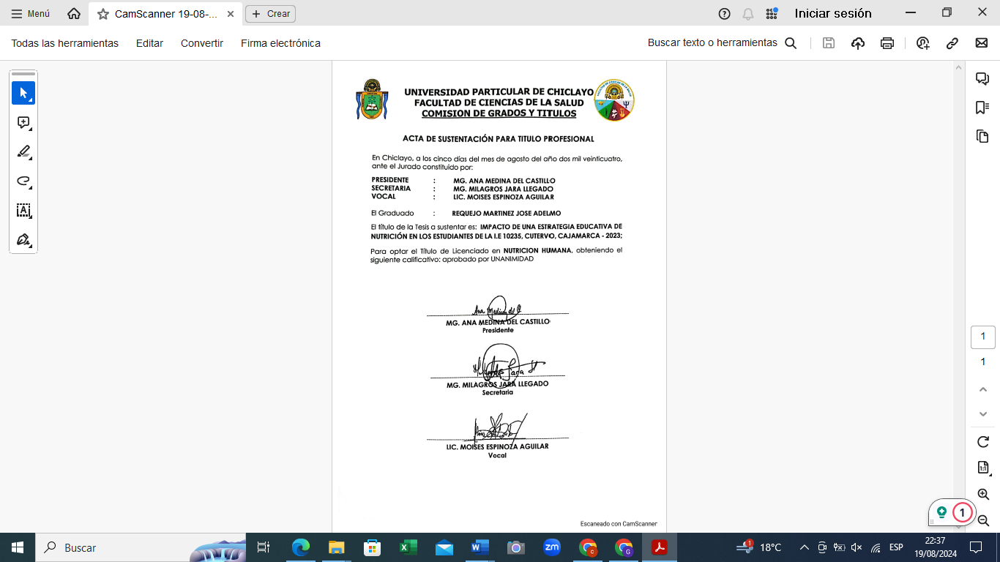 Menú
CamScanner 19-08-...
Crear
Iniciar sesión
Todas las herramientas
Editar
Convertir
Firma electrónica
Buscar texto o herramientas
UNIVERSIDAD PARTICULAR DE CHICLAYO
FACULTAD DE CIENCIAS DE LA SALUD
COMISION DE GRADOS Y TITULOS
ACTA DE SUSTENTACIÓN PARA TITULO PROFESIONAL
En Chiclayo, a los cinco días del mes de agosto del año dos mil veinticuatro,
ante el Jurado constituido por:
PRESIDENTE : MG. ANA MEDINA DEL CASTILLO
SECRETARIA : MG. MILAGROS JARA LLEGADO
VOCAL : LIC. MOISES ESPINOZA AGUILAR
El Graduado : REQUEJO MARTINEZ JOSE ADELMO
El título de la Tesis a sustentar es: IMPACTO DE UNA ESTRATEGIA EDUCATIVA DE
NUTRICIÓN EN LOS ESTUDIANTES DE LA I.E 10235, CUTERVO, CAJAMARCA - 2023;
Para optar el Título de Licenciado en NUTRICION HUMANA, obteniendo el
siguiente calificativo: aprobado por UNANIMIDAD
MG. ANA MEDINA DEL CASTILLO
Presidente
MG. MILAGROS JARA LLEGADO
Secretaria
LIC. MOISES ESPINOZA AGUILAR
Vocal
Escaneado con CamScanner
1
1
1
Buscar
18°C
ESP
22:37
19/08/2024